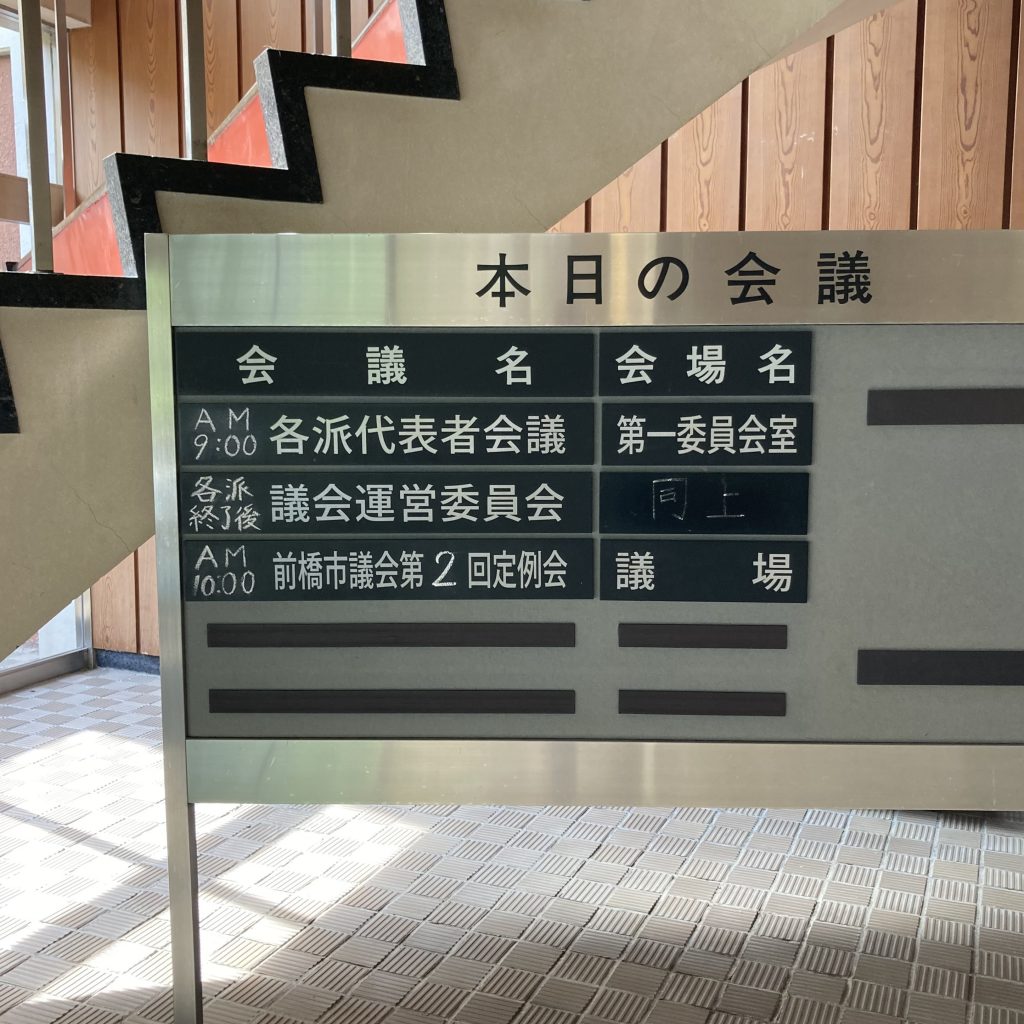 本日の会議
会議名 会場名
AM 9:00 各派代表者会議 第一委員会室
各派終了後 議会運営委員会 同上
AM 10:00 前橋市議会第2回定例会 議場